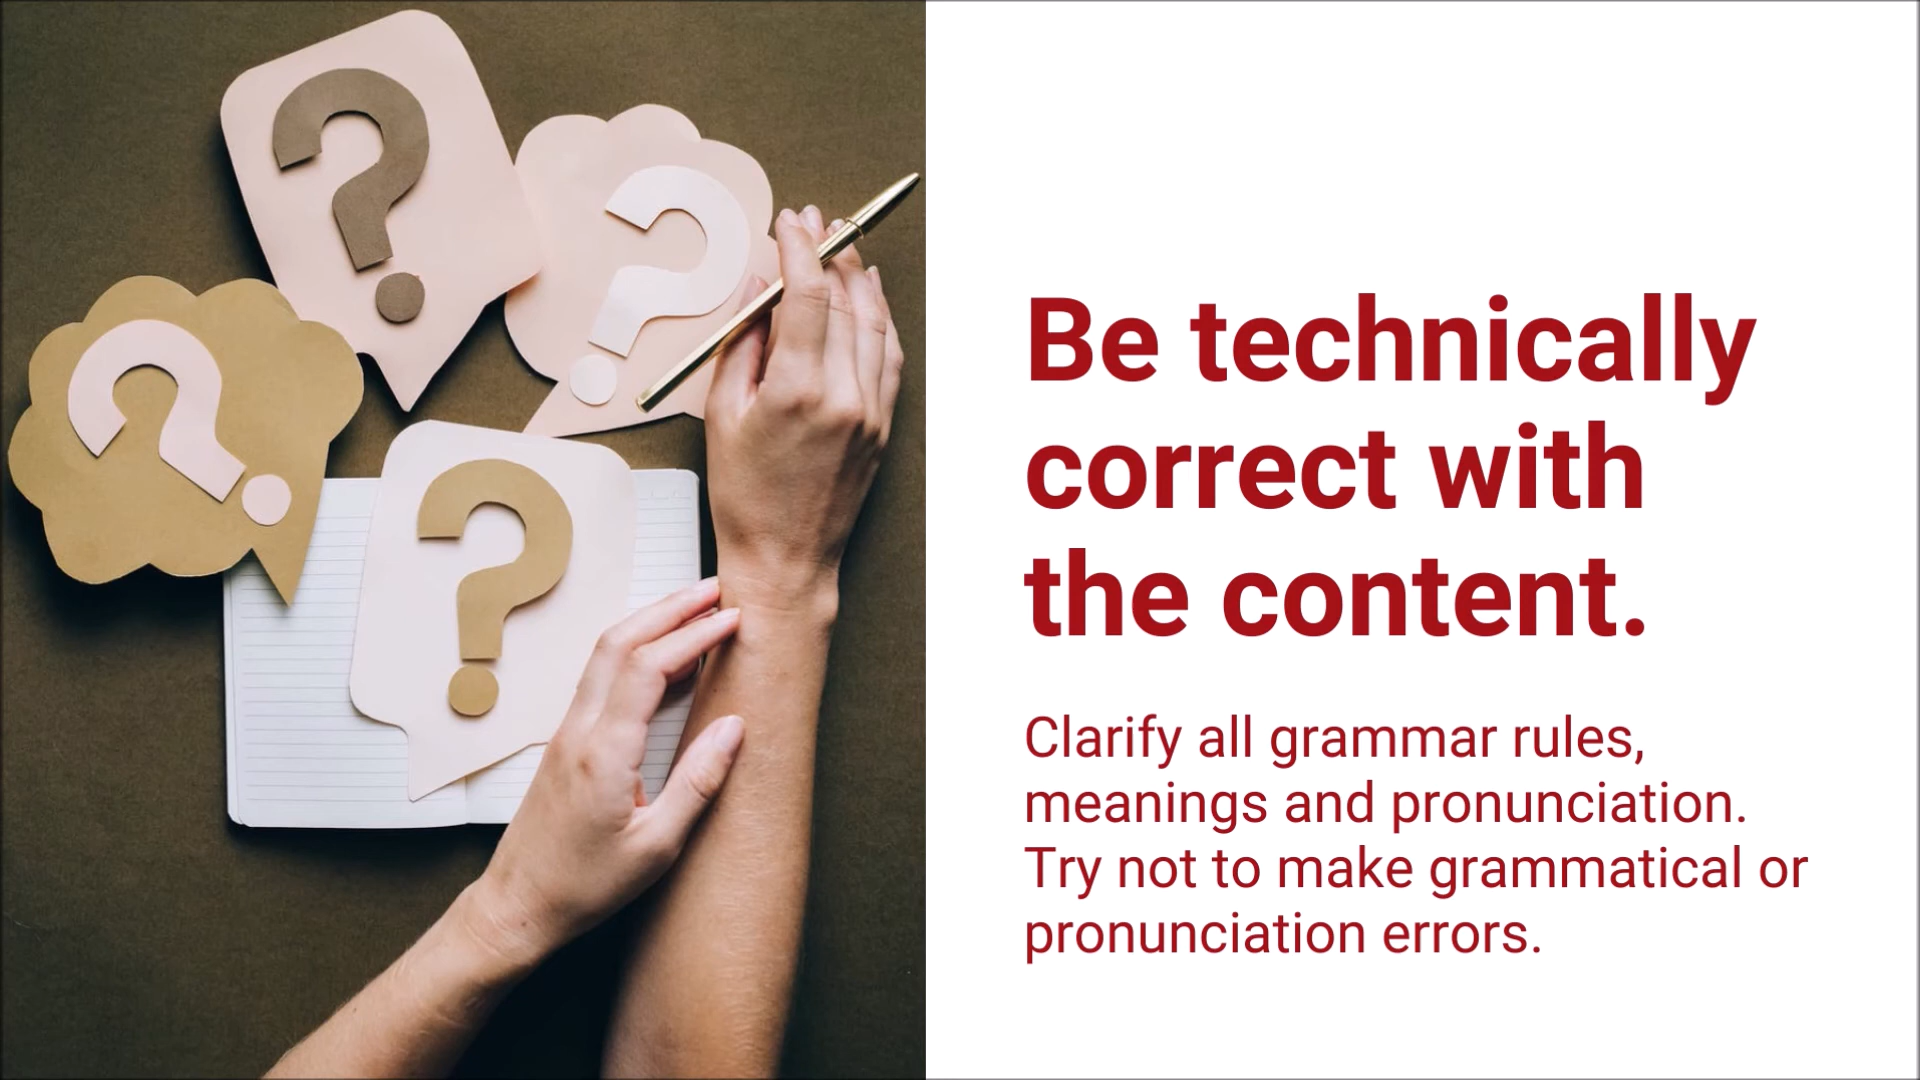 Be technically
correct with
the content.
Clarify all grammar rules,
meanings and pronunciation.
Try not to make grammatical or
pronunciation errors.